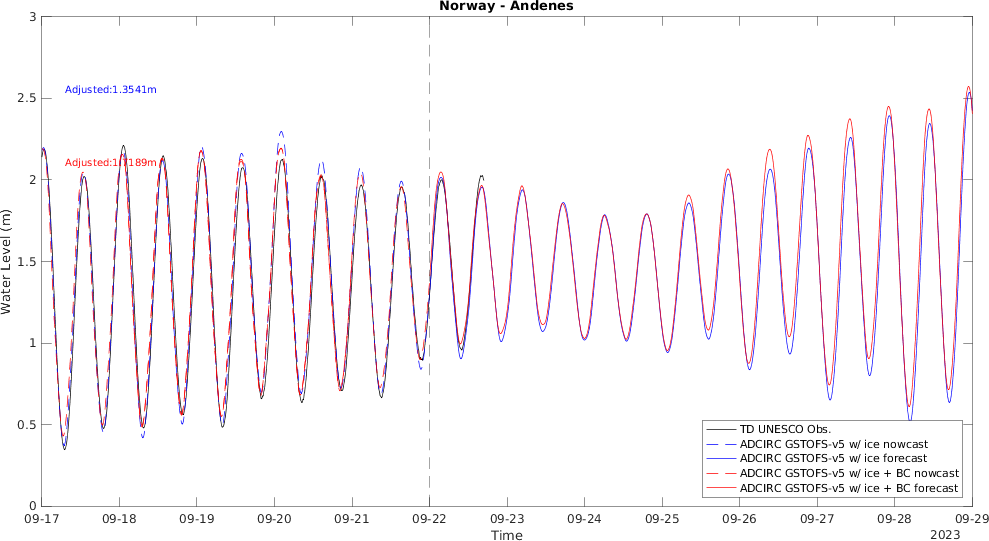 Norway - Andenes
3
2.5
2
1.5
1
0.5
0
Water Level (m)
Adjusted:1.3541m
Adjusted:1.7189m
TD UNESCO Obs.
ADCIRC GSTOFS-v5 w/ ice nowcast
ADCIRC GSTOFS-v5 w/ ice forecast
ADCIRC GSTOFS-v5 w/ ice + BC nowcast
ADCIRC GSTOFS-v5 w/ ice + BC forecast
09-17 09-18 09-19 09-20 09-21 09-22 09-23 09-24 09-25 09-26 09-27 09-28 09-29
Time
2023